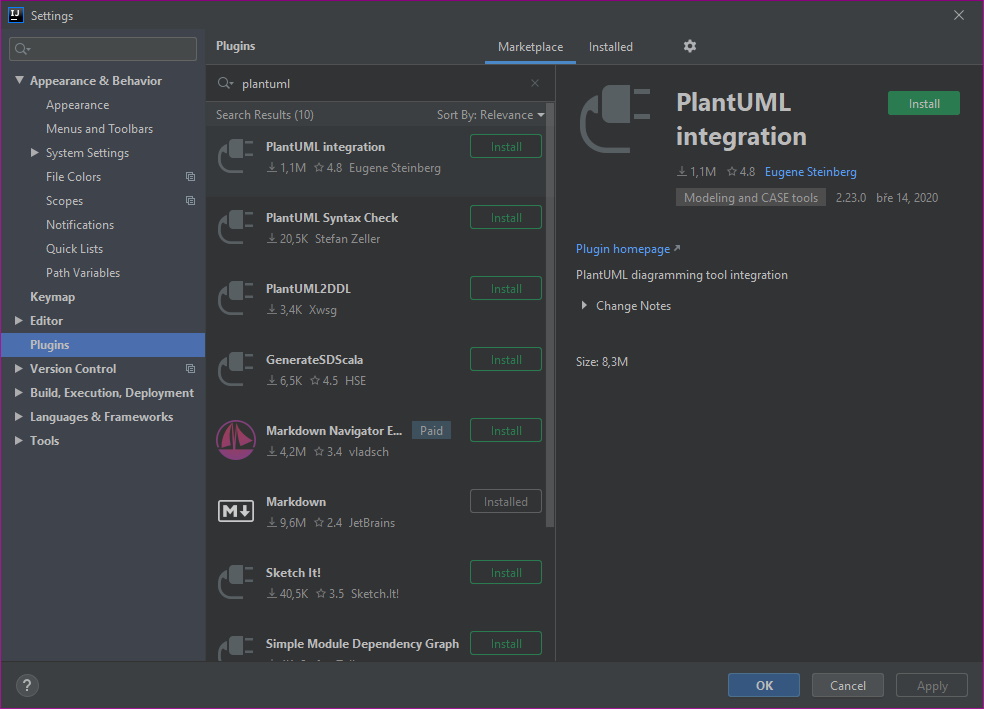 Settings
Plugins
Marketplace
Installed
Appearance & Behavior
Appearance
Menus and Toolbars
System Settings
File Colors
Scopes
Notifications
Quick Lists
Path Variables
Keymap
Editor
Plugins
Version Control
Build, Execution, Deployment
Languages & Frameworks
Tools
plantuml
Search Results (10)
Sort By: Relevance
PlantUML integration
Install
1,1M 4.8 Eugene Steinberg
PlantUML Syntax Check
Install
20,5K Stefan Zeller
PlantUML2DDL
Install
3,4K Xwsg
GenerateSDScala
Install
6,5K 4.5 HSE
Markdown Navigator E...
Paid
Install
4,2M 3.4 vladsch
Markdown
Installed
9,6M 2.4 JetBrains
Sketch It!
Install
40,5K 3.5 Sketch.It!
Simple Module Dependency Graph
Install
PlantUML
integration
Install
1,1M 4.8 Eugene Steinberg
Modeling and CASE tools 2.23.0 bře 14, 2020
Plugin homepage
PlantUML diagramming tool integration
Change Notes
Size: 8,3M
?
OK
Cancel
Apply